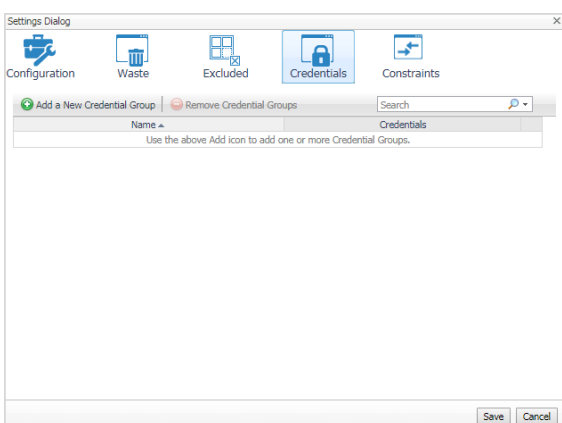 Settings Dialog
Configuration Waste Excluded Credentials Constraints
Add a New Credential Group Remove Credential Groups Search
Name Credentials
Use the above Add icon to add one or more Credential Groups.
Save Cancel